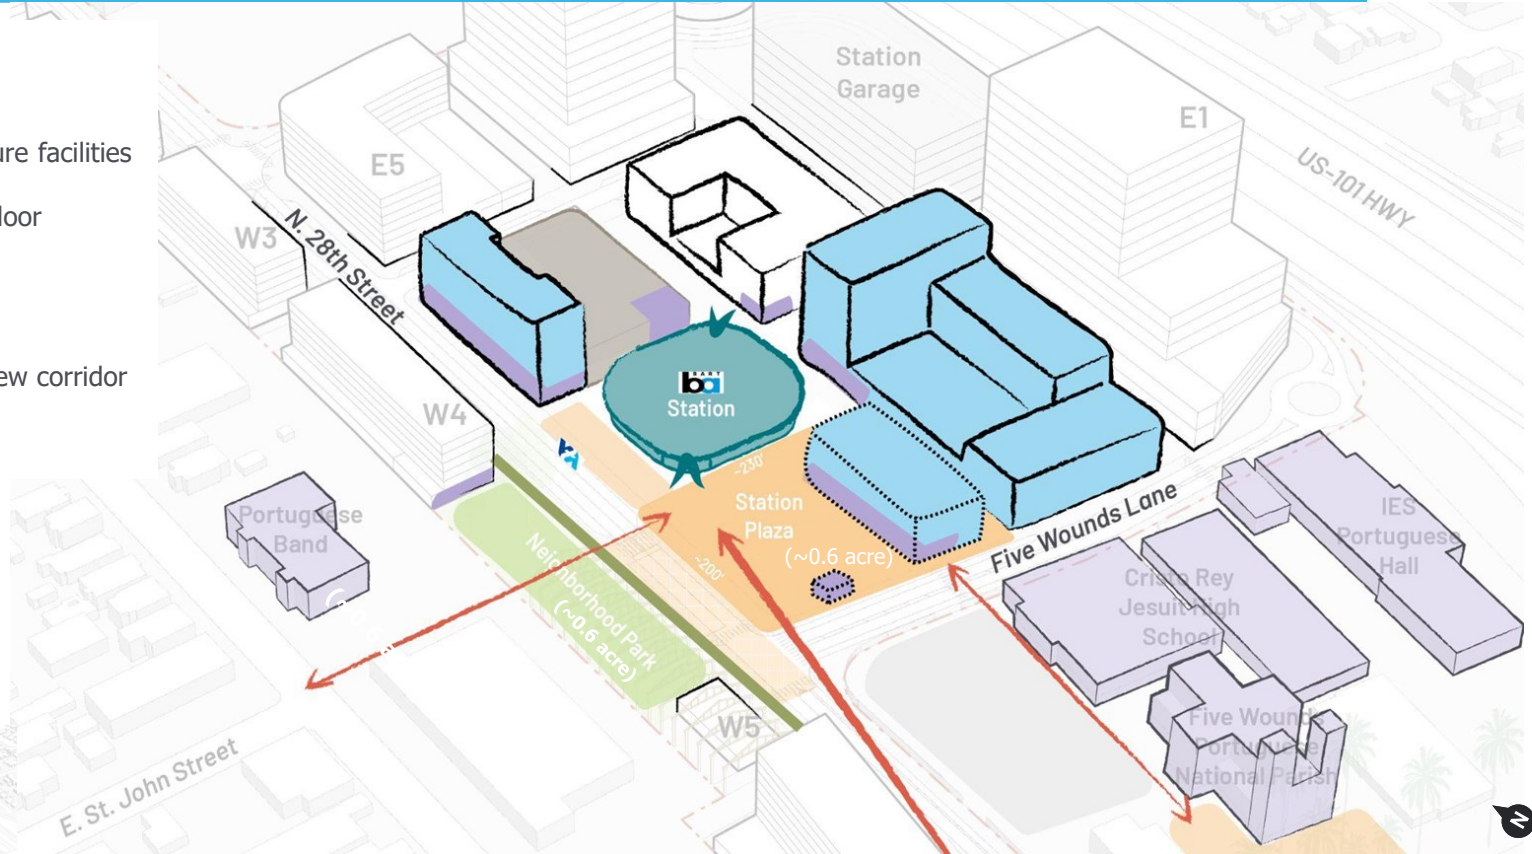 ure facilities
loor
ew corridor
Station
Garage
E1
US-101 HWY
E5
W3
N. 28th Street
W4
BART
ba
Station
~230'
Station
Plaza
(~0.6 acre)
~200'
Five Wounds Lane
Neighborhood Park
(~0.6 acre)
Portuguese
Band
IES
Portuguese
Hall
Cristo Rey
Jesuit High
School
Five Wounds
Portuguese
National Parish
W5
E. St. John Street
N